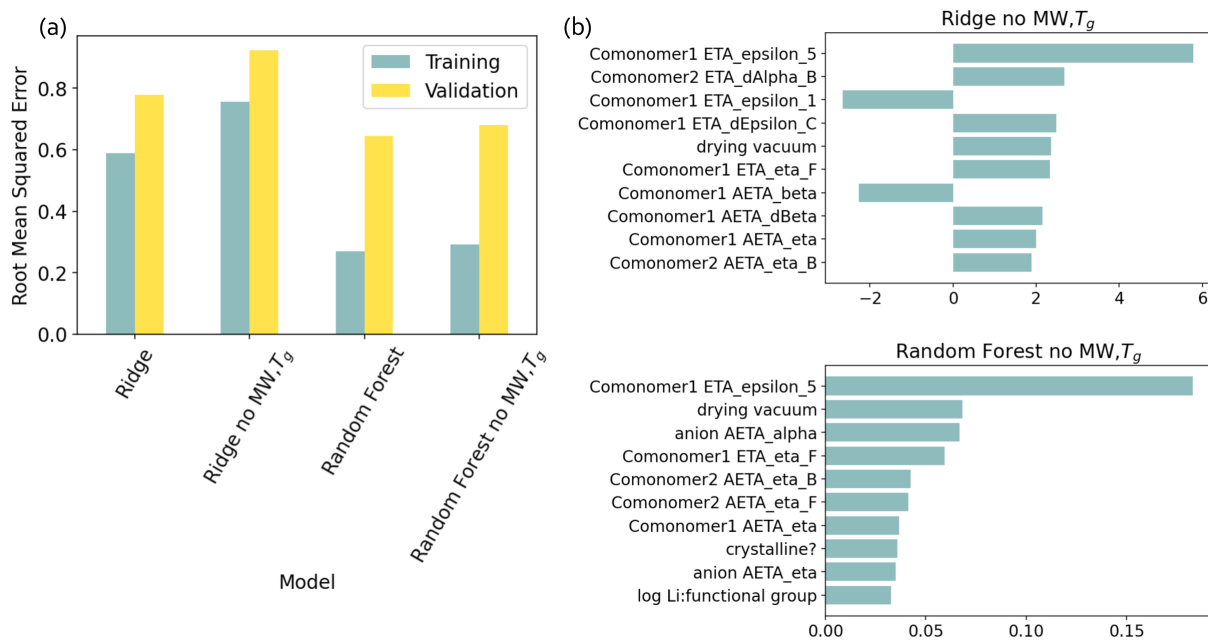 (a)
Root Mean Squared Error
0.8
0.6
0.4
0.2
0.0
Training
Validation
Ridge
Ridge no MW,T_g
Random Forest
Random Forest no MW,T_g
Model
(b)
Ridge no MW,T_g
Comonomer1 ETA_epsilon_5
Comonomer2 ETA_dAlpha_B
Comonomer1 ETA_epsilon_1
Comonomer1 ETA_dEpsilon_C
drying vacuum
Comonomer1 ETA_eta_F
Comonomer1 AETA_beta
Comonomer1 AETA_dBeta
Comonomer1 AETA_eta
Comonomer2 AETA_eta_B
−2 0 2 4 6
Random Forest no MW,T_g
Comonomer1 ETA_epsilon_5
drying vacuum
anion AETA_alpha
Comonomer1 ETA_eta_F
Comonomer2 AETA_eta_B
Comonomer2 AETA_eta_F
Comonomer1 AETA_eta
crystalline?
anion AETA_eta
log Li:functional group
0.00 0.05 0.10 0.15